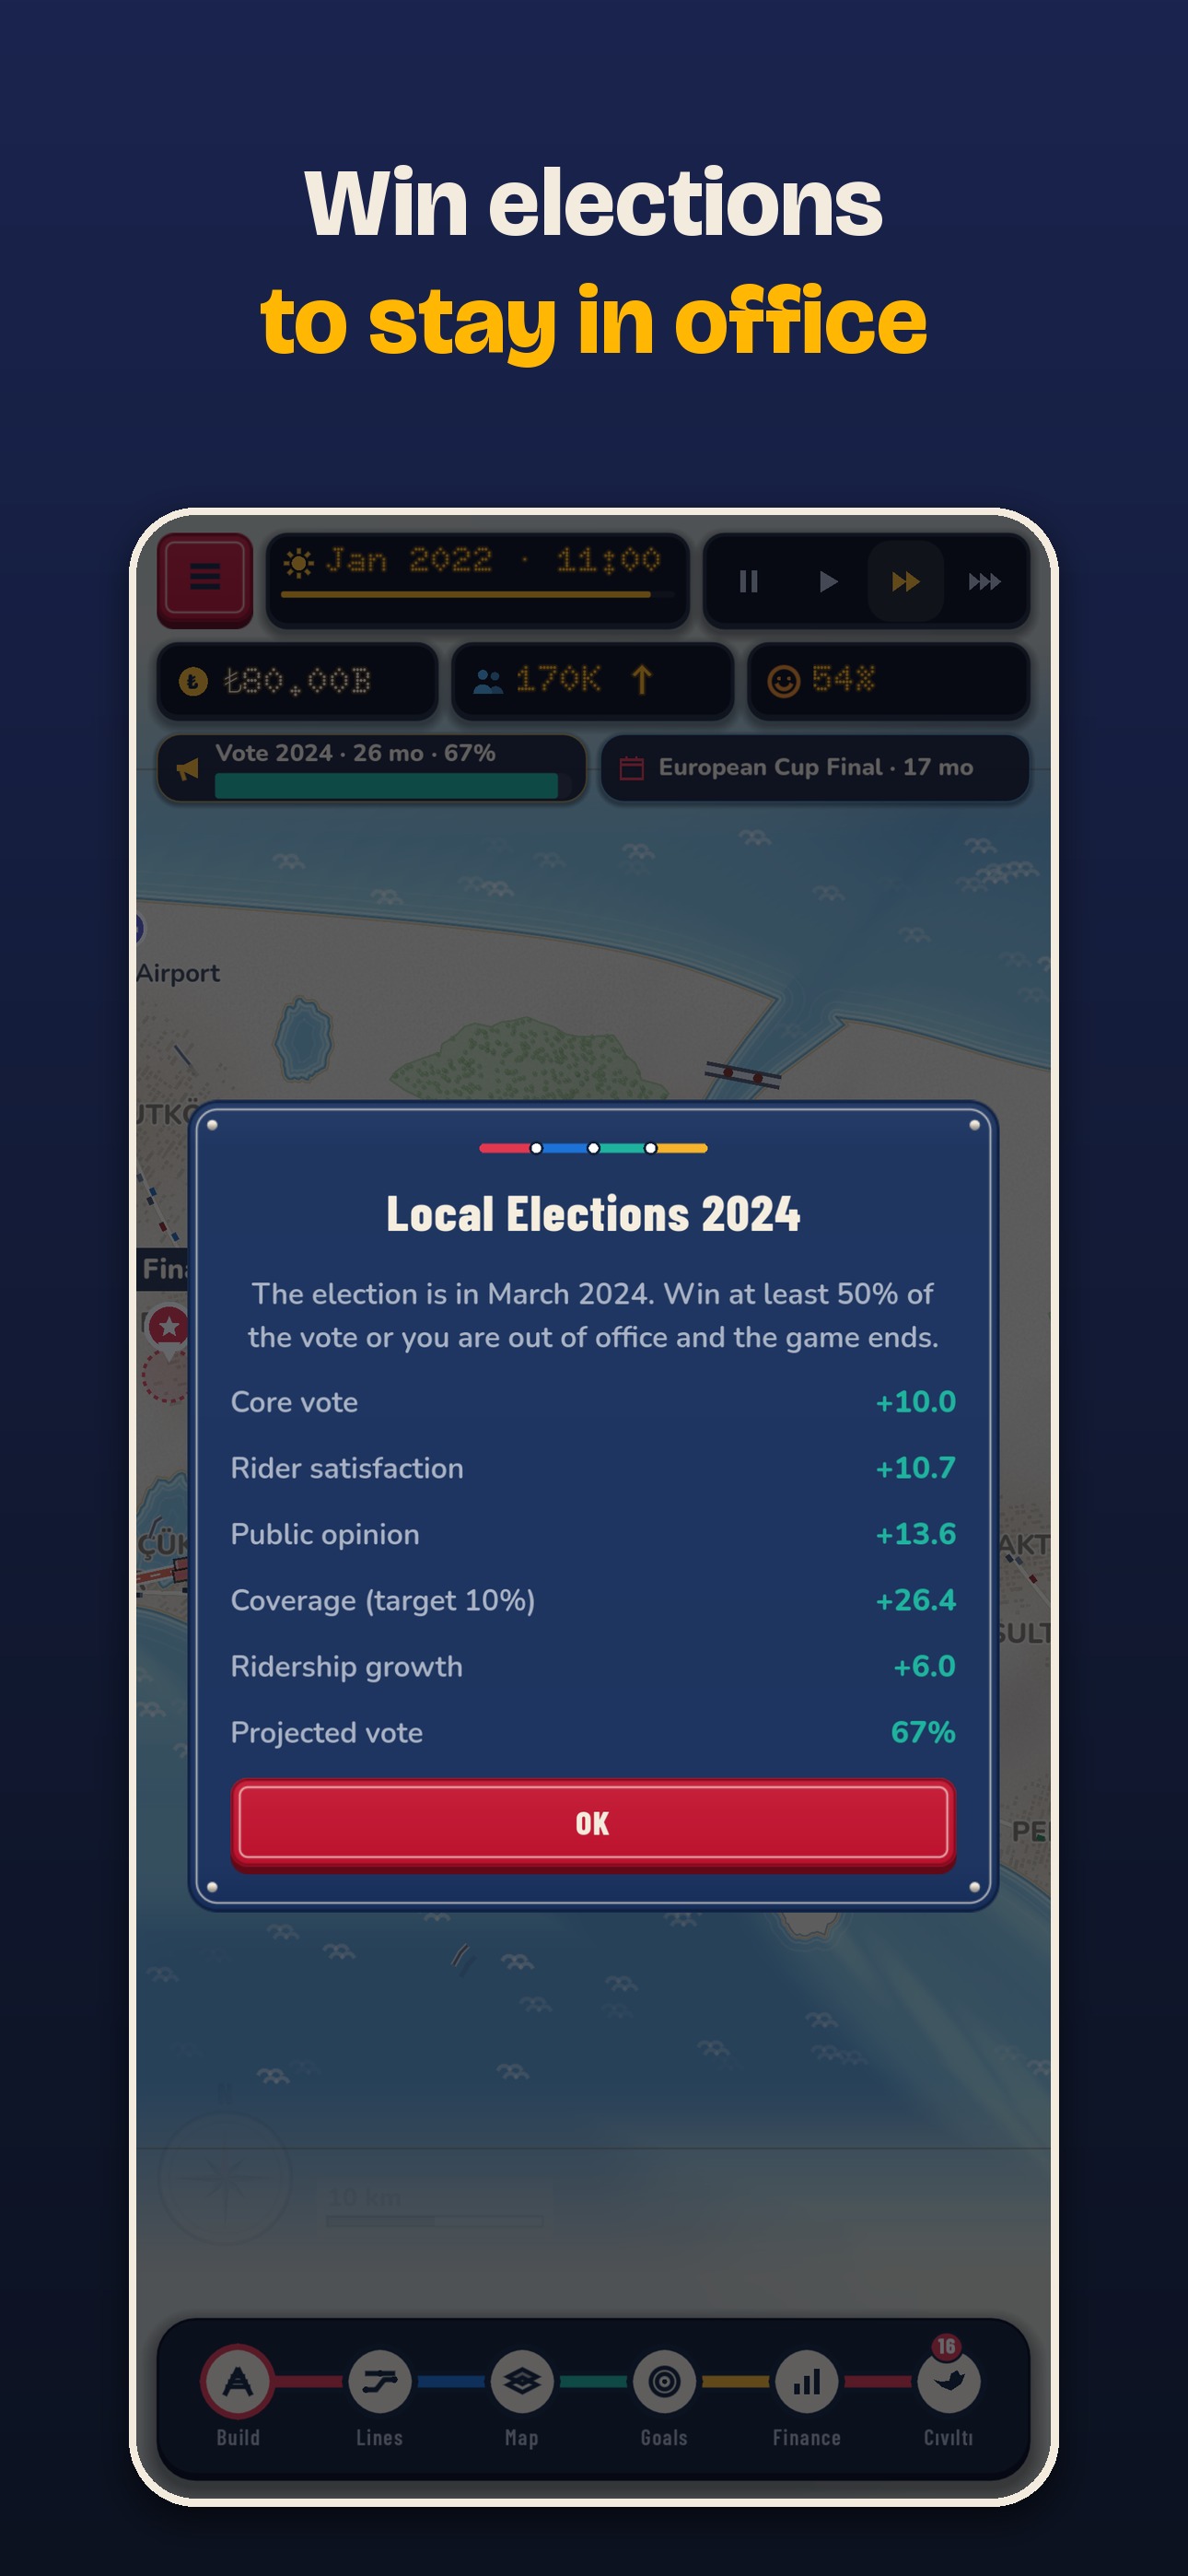 Win elections
to stay in office
Jan 2022 · 11:00
₺80.00B
170K ↑
54%
Vote 2024 · 26 mo · 67%
European Cup Final · 17 mo
Airport
Local Elections 2024
The election is in March 2024. Win at least 50% of
the vote or you are out of office and the game ends.
Core vote +10.0
Rider satisfaction +10.7
Public opinion +13.6
Coverage (target 10%) +26.4
Ridership growth +6.0
Projected vote 67%
OK
10 km
16
Build Lines Map Goals Finance Cıvıltı